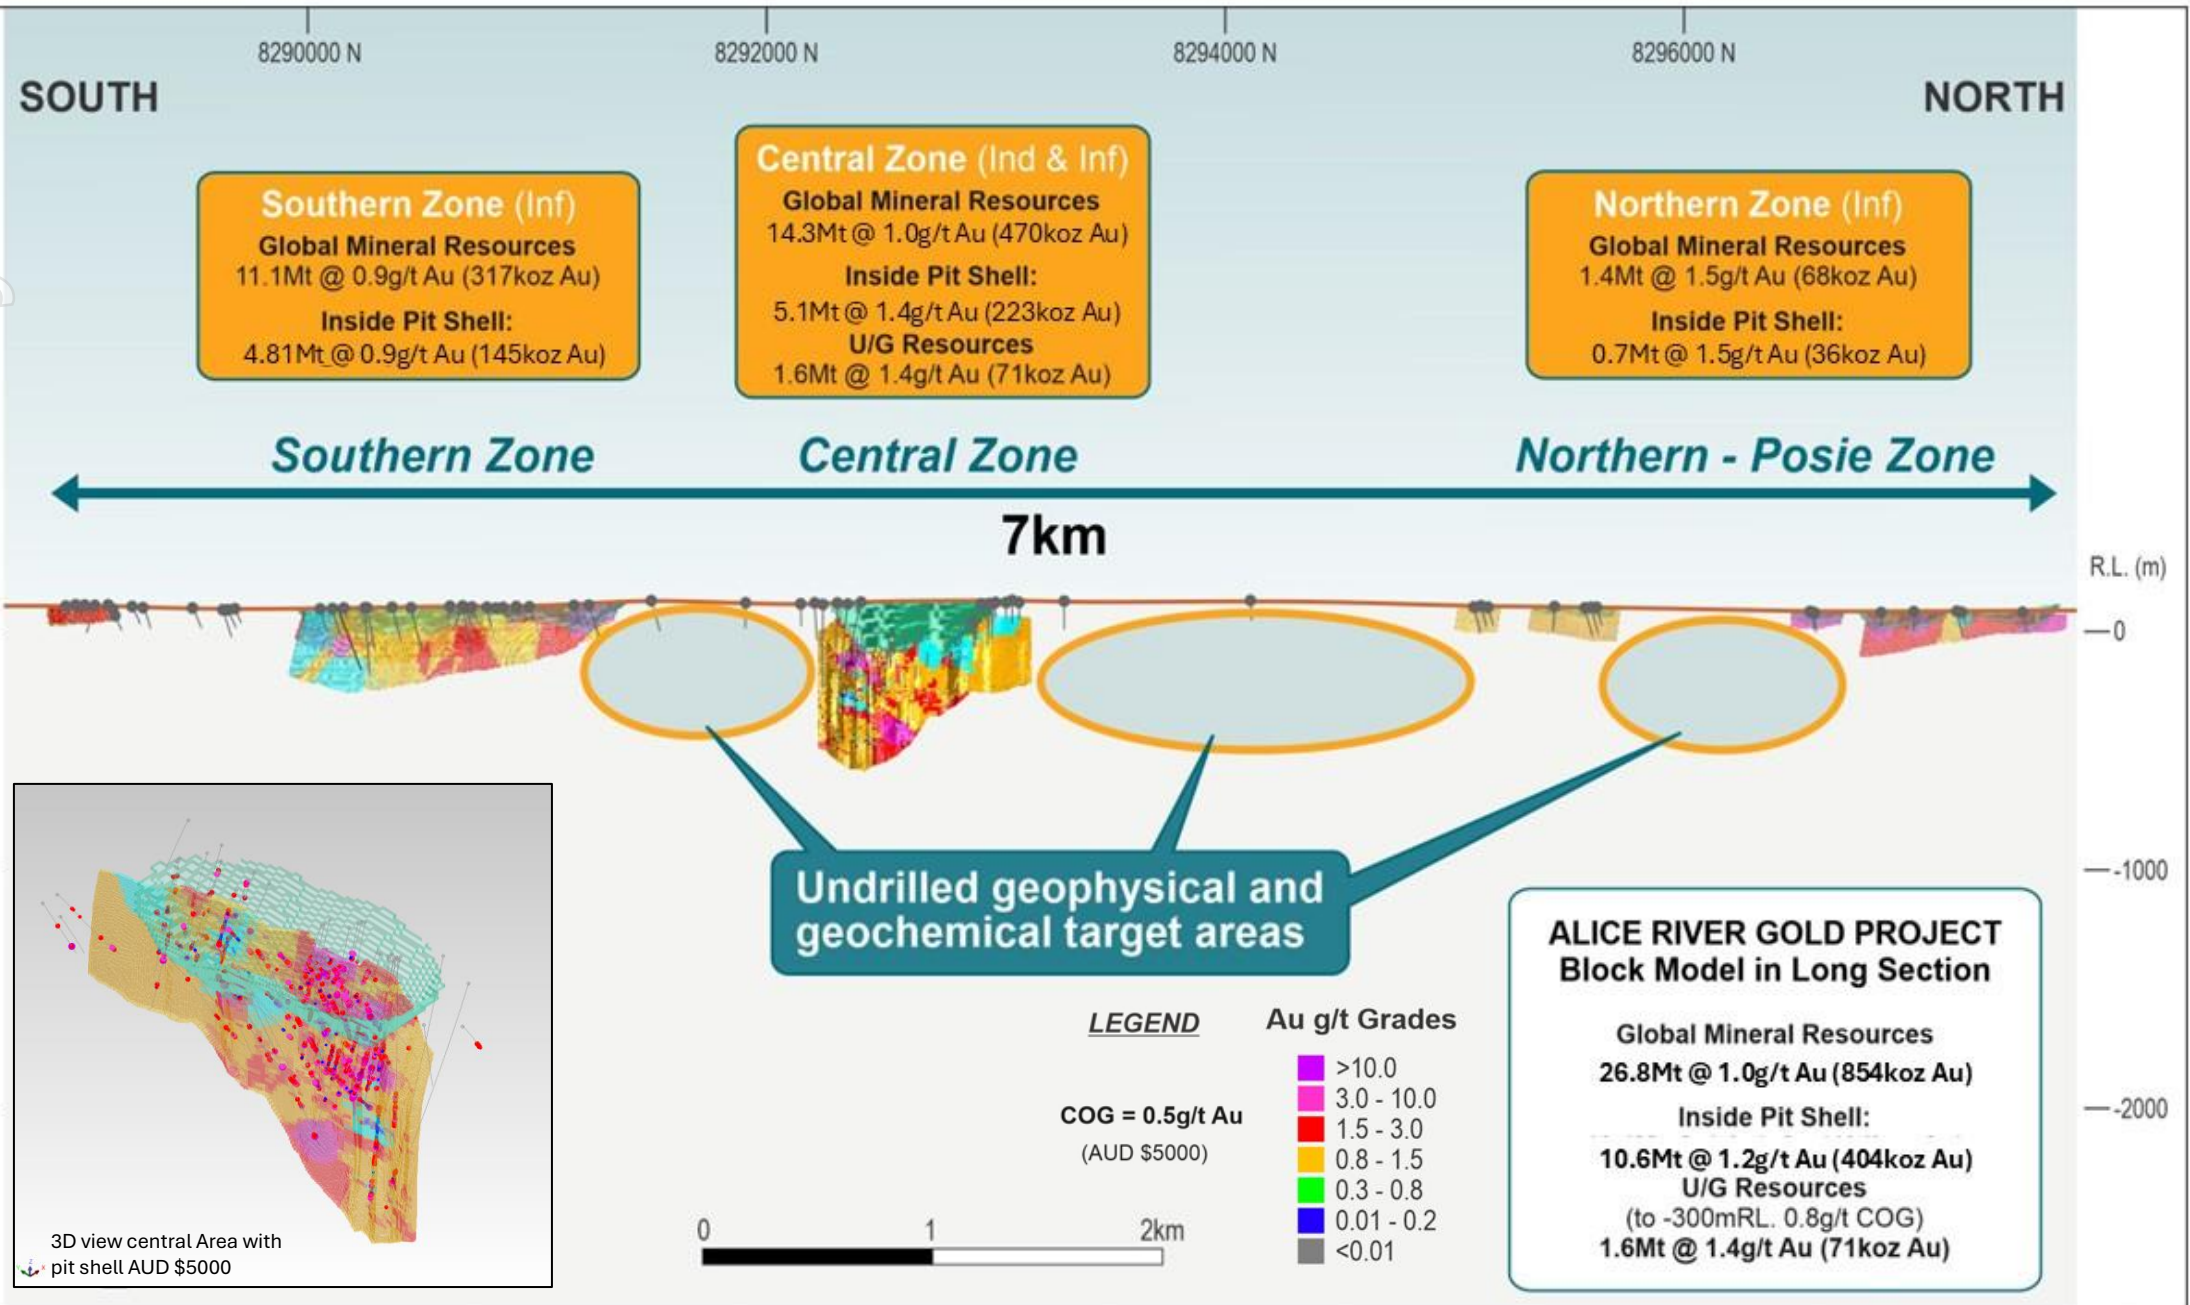 8290000 N
8292000 N
8294000 N
8296000 N
SOUTH
NORTH
Southern Zone (Inf)
Global Mineral Resources
11.1Mt @ 0.9g/t Au (317koz Au)
Inside Pit Shell:
4.81Mt @ 0.9g/t Au (145koz Au)
Central Zone (Ind & Inf)
Global Mineral Resources
14.3Mt @ 1.0g/t Au (470koz Au)
Inside Pit Shell:
5.1Mt @ 1.4g/t Au (223koz Au)
U/G Resources
1.6Mt @ 1.4g/t Au (71koz Au)
Northern Zone (Inf)
Global Mineral Resources
1.4Mt @ 1.5g/t Au (68koz Au)
Inside Pit Shell:
0.7Mt @ 1.5g/t Au (36koz Au)
Southern Zone
Central Zone
Northern - Posie Zone
7km
R.L. (m)
0
-1000
-2000
Undrilled geophysical and
geochemical target areas
3D view central Area with
pit shell AUD $5000
LEGEND
COG = 0.5g/t Au
(AUD $5000)
Au g/t Grades
>10.0
3.0 - 10.0
1.5 - 3.0
0.8 - 1.5
0.3 - 0.8
0.01 - 0.2
<0.01
0 1 2km
ALICE RIVER GOLD PROJECT
Block Model in Long Section
Global Mineral Resources
26.8Mt @ 1.0g/t Au (854koz Au)
Inside Pit Shell:
10.6Mt @ 1.2g/t Au (404koz Au)
U/G Resources
(to -300mRL. 0.8g/t COG)
1.6Mt @ 1.4g/t Au (71koz Au)